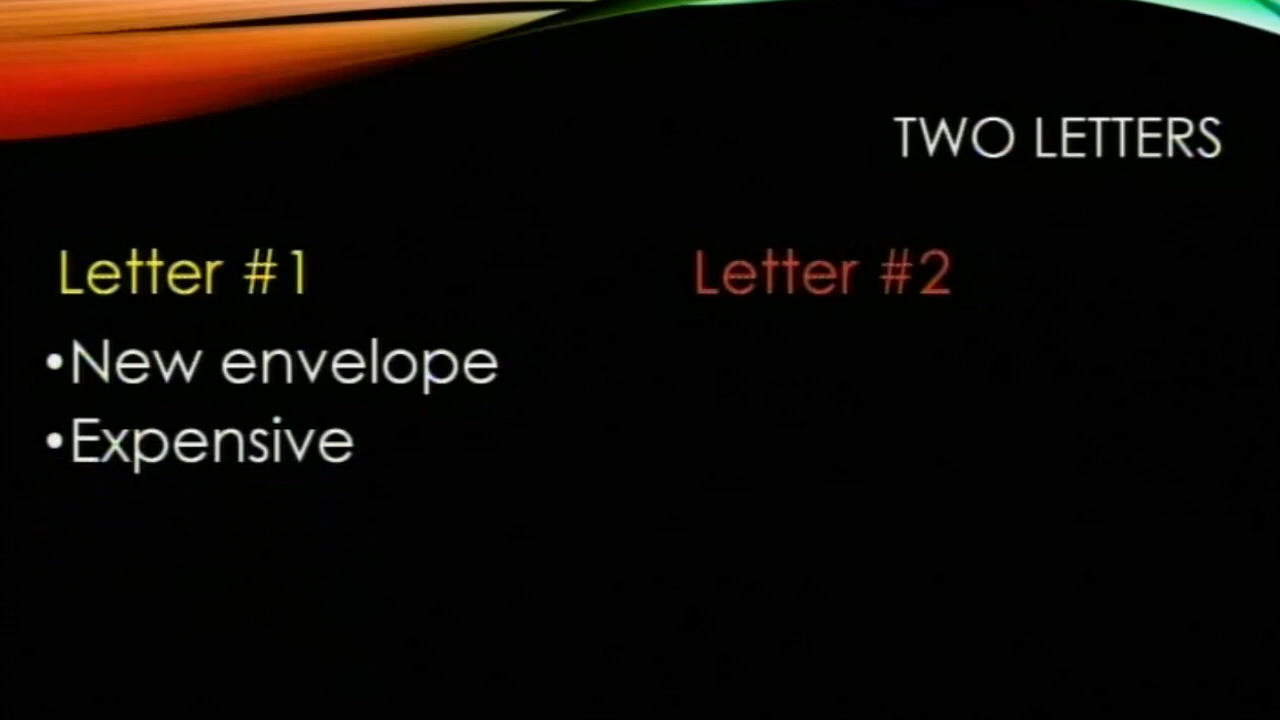 TWO LETTERS
Letter #1
•New envelope
•Expensive
Letter #2